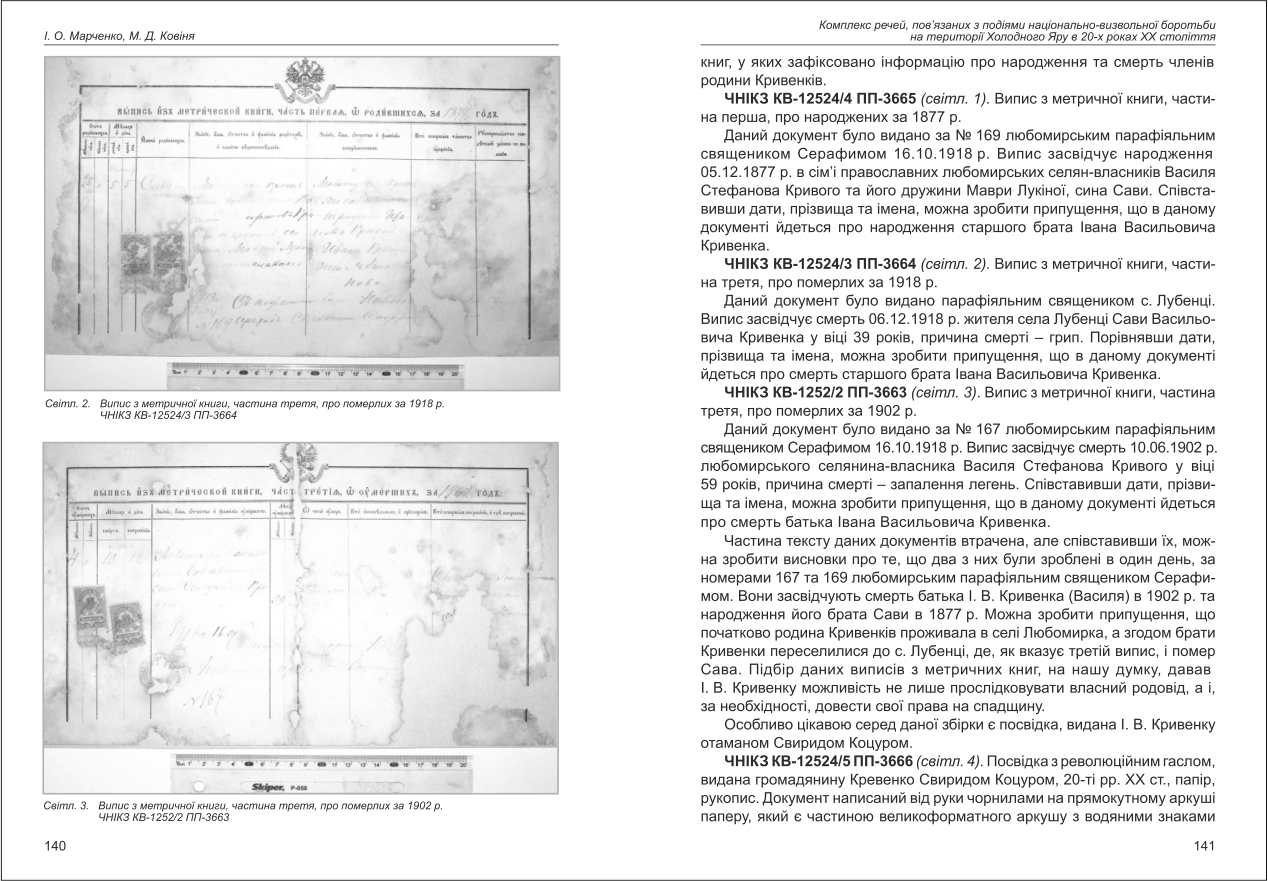 І. О. Марченко, М. Д. Ковіня
ВЫПИСЬ ИЗЪ МЕТРИЧЕСКОЙ КНИГИ, ЧАСТЬ ПЕРВАЯ, Ѿ РОДИВШИХСЯ, ЗА ГОДЪ
Світл. 2. Випис з метричної книги, частина третя, про померлих за 1918 р.
ЧНІКЗ КВ-12524/3 ПП-3664
ВЫПИСЬ ИЗЪ МЕТРИЧЕСКОЙ КНИГИ, ЧАСТЬ ТРЕТІЯ, Ѿ ОУМЕРШИХЪ, ЗА ГОДЪ
№ 167
Skiper, P-058
Світл. 3. Випис з метричної книги, частина третя, про померлих за 1902 р.
ЧНІКЗ КВ-1252/2 ПП-3663
140
Комплекс речей, пов’язаних з подіями національно-визвольної боротьби
на території Холодного Яру в 20-х роках ХХ століття
книг, у яких зафіксовано інформацію про народження та смерть членів
родини Кривенків.
ЧНІКЗ КВ-12524/4 ПП-3665 (світл. 1). Випис з метричної книги, части-
на перша, про народжених за 1877 р.
Даний документ було видано за № 169 любомирським парафіяльним
священиком Серафимом 16.10.1918 р. Випис засвідчує народження
05.12.1877 р. в сім’ї православних любомирських селян-власників Василя
Стефанова Кривого та його дружини Маври Лукіної, сина Сави. Співста-
вивши дати, прізвища та імена, можна зробити припущення, що в даному
документі йдеться про народження старшого брата Івана Васильовича
Кривенка.
ЧНІКЗ КВ-12524/3 ПП-3664 (світл. 2). Випис з метричної книги, части-
на третя, про померлих за 1918 р.
Даний документ було видано парафіяльним священиком с. Лубенці.
Випис засвідчує смерть 06.12.1918 р. жителя села Лубенці Сави Васильо-
вича Кривенка у віці 39 років, причина смерті – грип. Порівнявши дати,
прізвища та імена, можна зробити припущення, що в даному документі
йдеться про смерть старшого брата Івана Васильовича Кривенка.
ЧНІКЗ КВ-1252/2 ПП-3663 (світл. 3). Випис з метричної книги, частина
третя, про померлих за 1902 р.
Даний документ було видано за № 167 любомирським парафіяльним
священиком Серафимом 16.10.1918 р. Випис засвідчує смерть 10.06.1902 р.
любомирського селянина-власника Василя Стефанова Кривого у віці
59 років, причина смерті – запалення легень. Співставивши дати, прізви-
ща та імена, можна зробити припущення, що в даному документі йдеться
про смерть батька Івана Васильовича Кривенка.
Частина тексту даних документів втрачена, але співставивши їх, мож-
на зробити висновки про те, що два з них були зроблені в один день, за
номерами 167 та 169 любомирським парафіяльним священиком Серафи-
мом. Вони засвідчують смерть батька І. В. Кривенка (Василя) в 1902 р. та
народження його брата Сави в 1877 р. Можна зробити припущення, що
початково родина Кривенків проживала в селі Любомирка, а згодом брати
Кривенки переселилися до с. Лубенці, де, як вказує третій випис, і помер
Сава. Підбір даних виписів з метричних книг, на нашу думку, давав
І. В. Кривенку можливість не лише прослідковувати власний родовід, а і,
за необхідності, довести свої права на спадщину.
Особливо цікавою серед даної збірки є посвідка, видана І. В. Кривенку
отаманом Свиридом Коцуром.
ЧНІКЗ КВ-12524/5 ПП-3666 (світл. 4). Посвідка з революційним гаслом,
видана громадянину Кревенко Свиридом Коцуром, 20-ті рр. ХХ ст., папір,
рукопис. Документ написаний від руки чорнилами на прямокутному аркуші
паперу, який є частиною великоформатного аркушу з водяними знаками
141